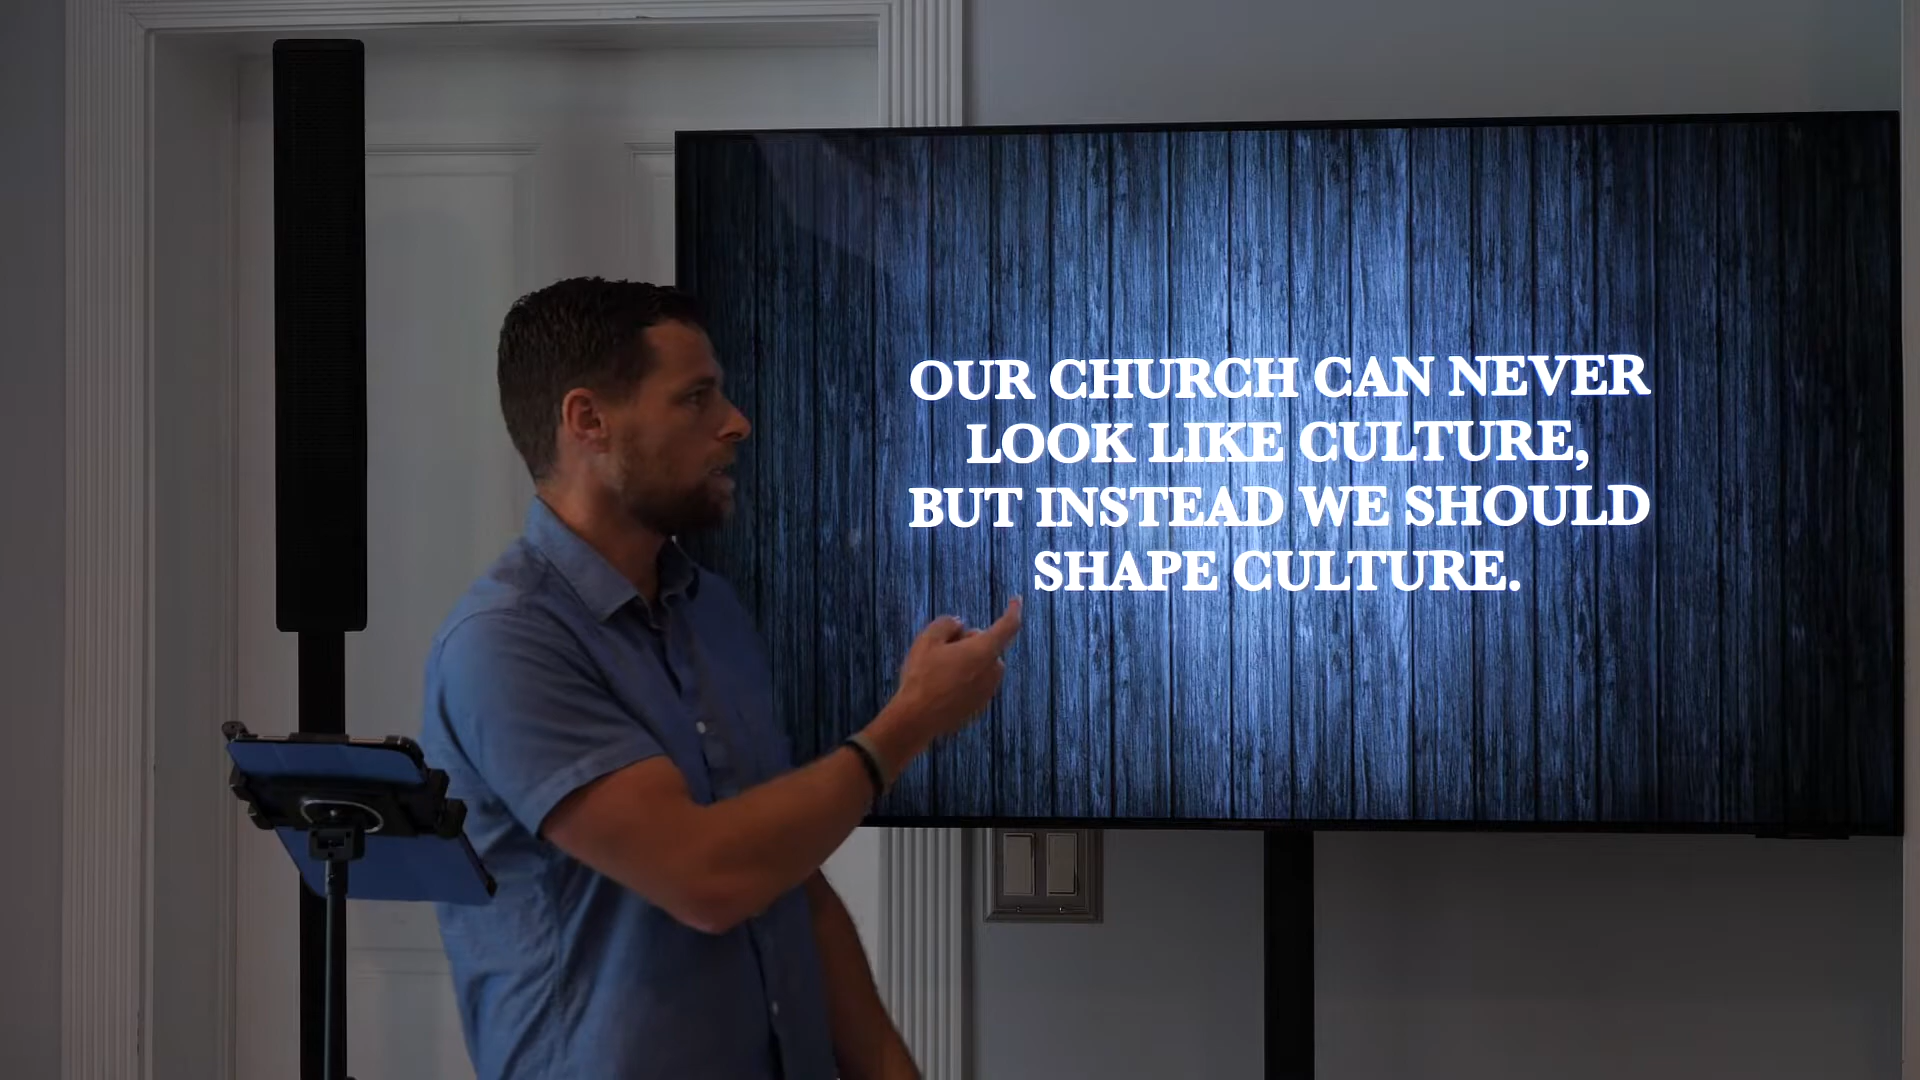 OUR CHURCH CAN NEVER
LOOK LIKE CULTURE,
BUT INSTEAD WE SHOULD
SHAPE CULTURE.